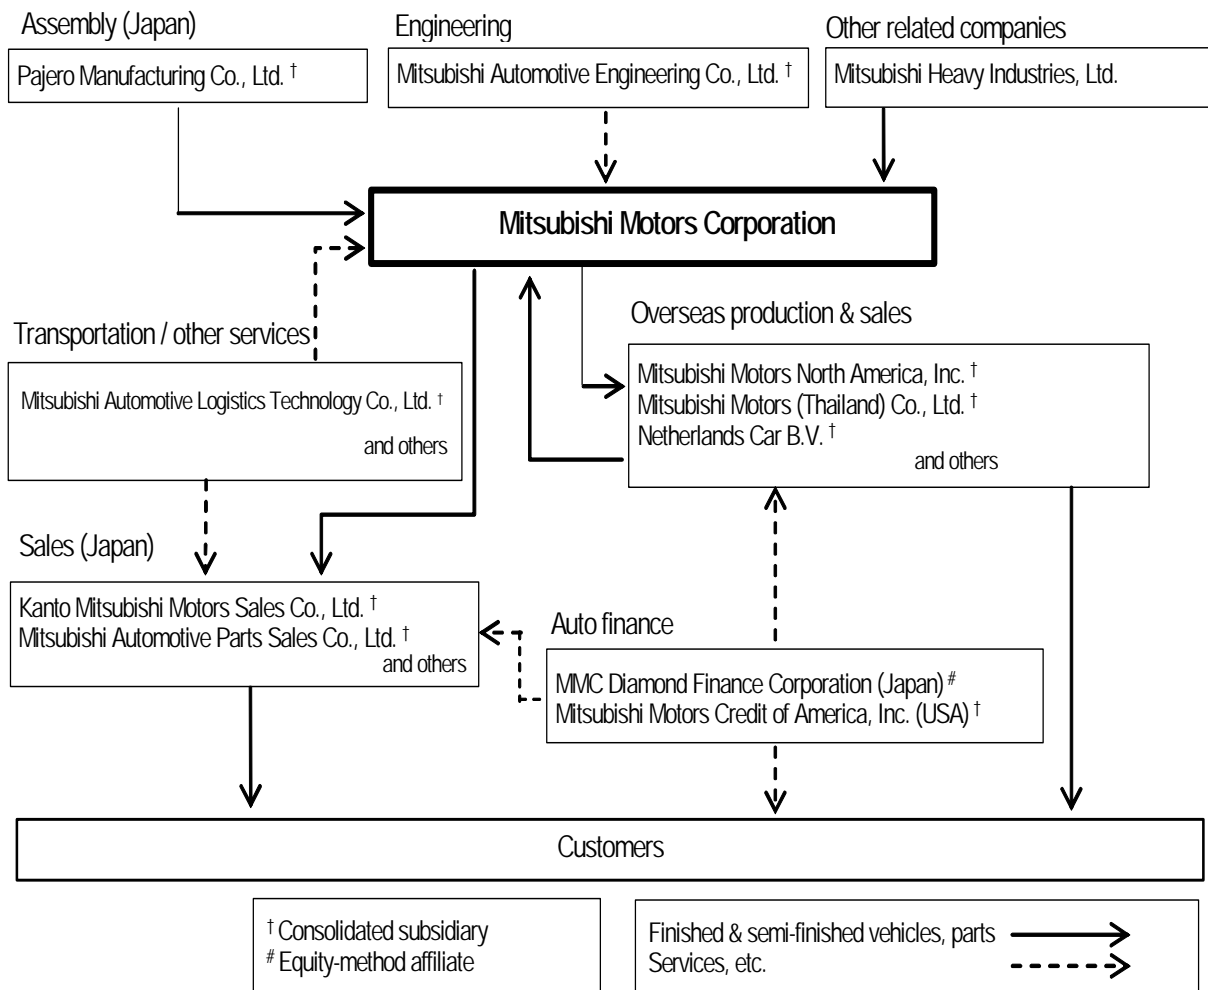 Assembly (Japan)
Engineering
Other related companies
Pajero Manufacturing Co., Ltd. †
Mitsubishi Automotive Engineering Co., Ltd. †
Mitsubishi Heavy Industries, Ltd.
Mitsubishi Motors Corporation
Transportation / other services
Overseas production & sales
Mitsubishi Automotive Logistics Technology Co., Ltd. †
and others
Mitsubishi Motors North America, Inc. †
Mitsubishi Motors (Thailand) Co., Ltd. †
Netherlands Car B.V. †
and others
Sales (Japan)
Kanto Mitsubishi Motors Sales Co., Ltd. †
Mitsubishi Automotive Parts Sales Co., Ltd. †
and others
Auto finance
MMC Diamond Finance Corporation (Japan) #
Mitsubishi Motors Credit of America, Inc. (USA) †
Customers
† Consolidated subsidiary
# Equity-method affiliate
Finished & semi-finished vehicles, parts
Services, etc.